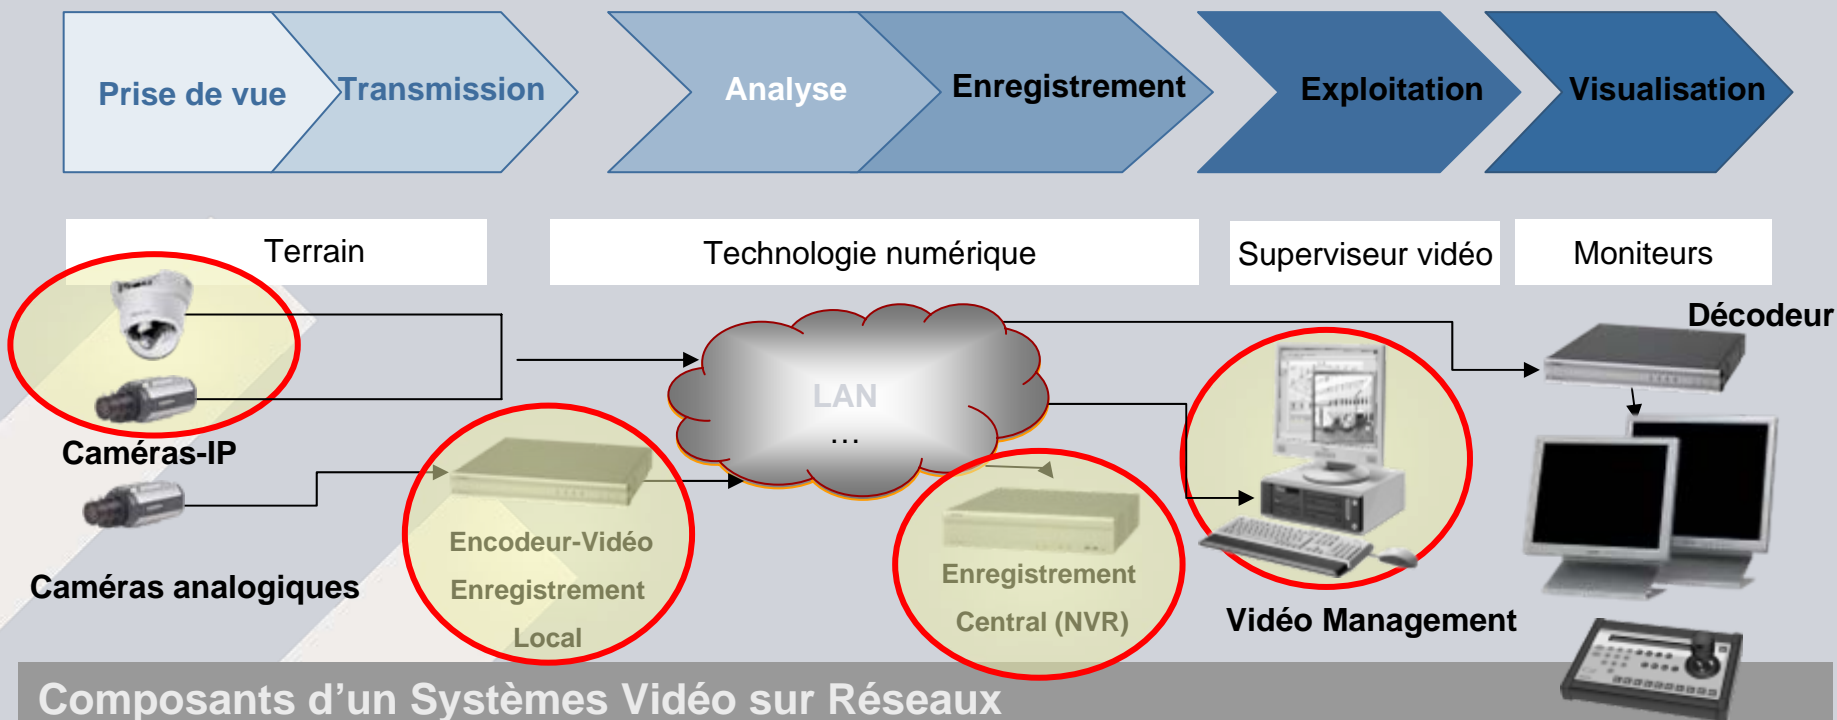 Prise de vue
Transmission
Analyse
Enregistrement
Exploitation
Visualisation
Terrain
Technologie numérique
Superviseur vidéo
Moniteurs
Décodeur
LAN
…
Caméras-IP
Encodeur-Vidéo
Enregistrement
Local
Enregistrement
Central (NVR)
Caméras analogiques
Vidéo Management
Composants d’un Systèmes Vidéo sur Réseaux